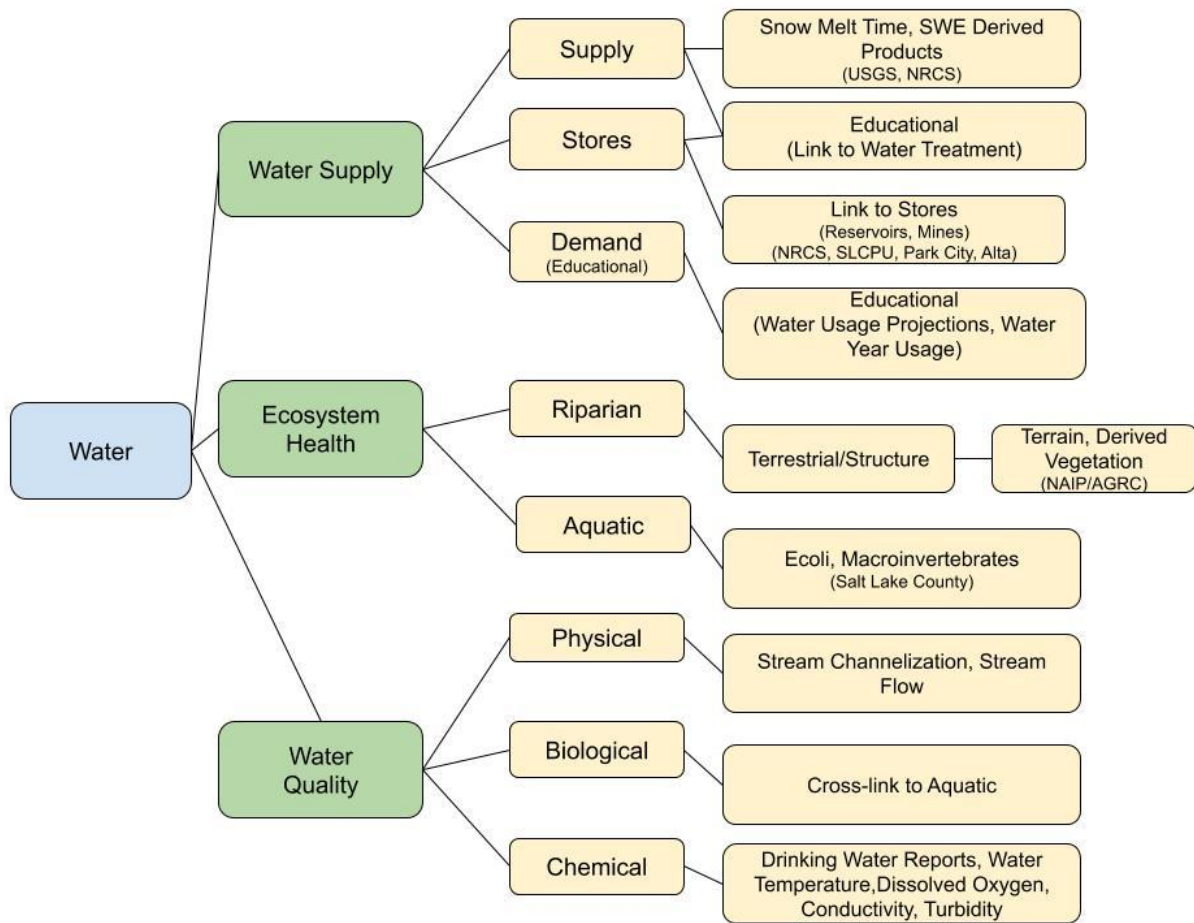 Water
Water Supply
Supply
Snow Melt Time, SWE Derived
Products
(USGS, NRCS)
Stores
Educational
(Link to Water Treatment)
Link to Stores
(Reservoirs, Mines)
(NRCS, SLCPU, Park City, Alta)
Demand
(Educational)
Educational
(Water Usage Projections, Water
Year Usage)
Ecosystem
Health
Riparian
Terrestrial/Structure
Terrain, Derived
Vegetation
(NAIP/AGRC)
Aquatic
Ecoli, Macroinvertebrates
(Salt Lake County)
Water
Quality
Physical
Stream Channelization, Stream
Flow
Biological
Cross-link to Aquatic
Chemical
Drinking Water Reports, Water
Temperature,Dissolved Oxygen,
Conductivity, Turbidity